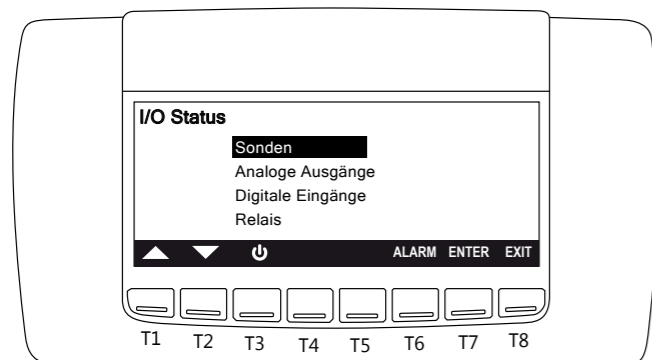 I/O Status
Sonden
Analoge Ausgänge
Digitale Eingänge
Relais
ALARM ENTER EXIT
T1 T2 T3 T4 T5 T6 T7 T8